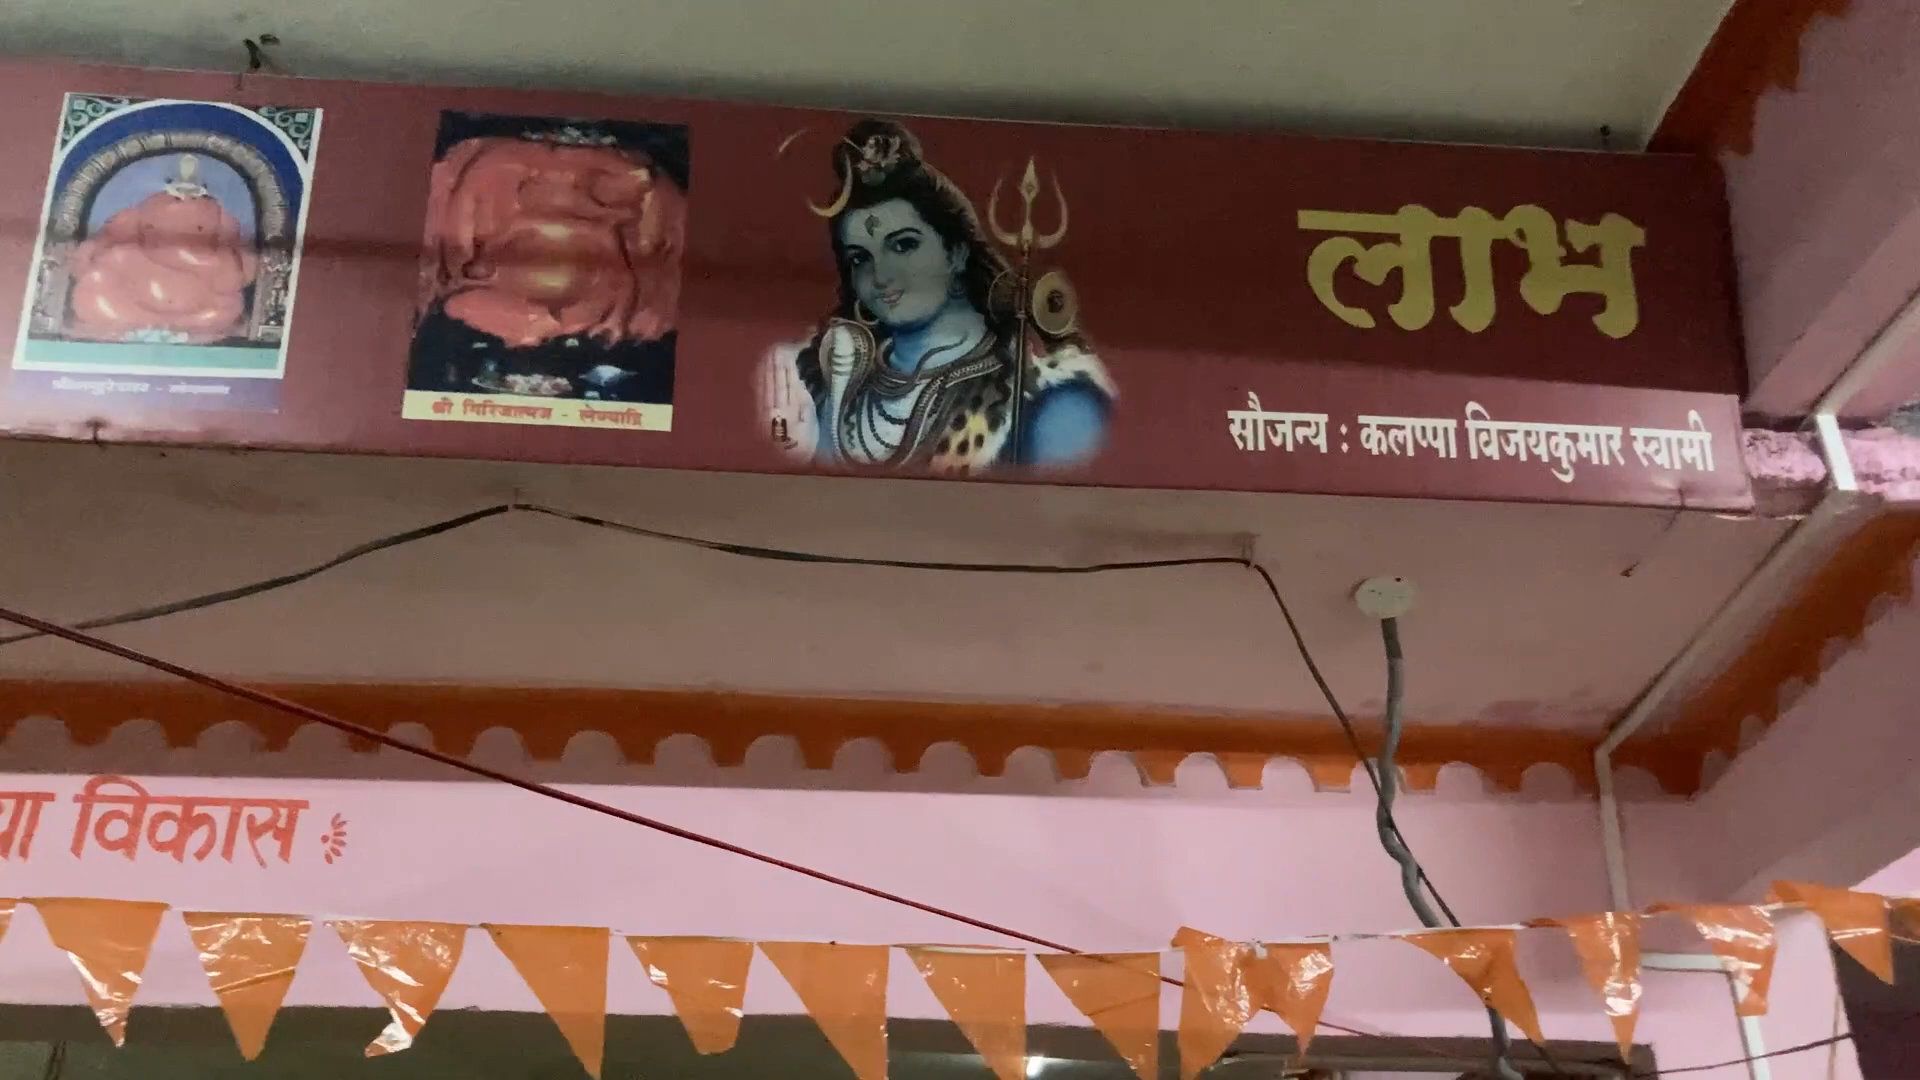 लाभ
श्री गिरिजात्मज - लेण्याद्रि
सौजन्य : कलप्पा विजयकुमार स्वामी
विकास